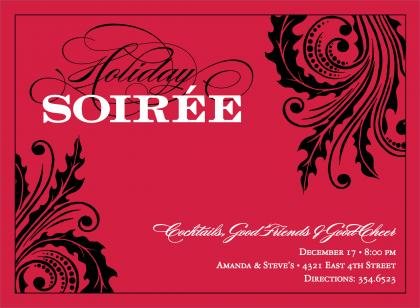 Holiday
SOIRÉE
Cocktails, Good Friends & Good Cheer
DECEMBER 17 • 8:00 PM
AMANDA & STEVE'S • 4321 EAST 4TH STREET
DIRECTIONS: 354.6523